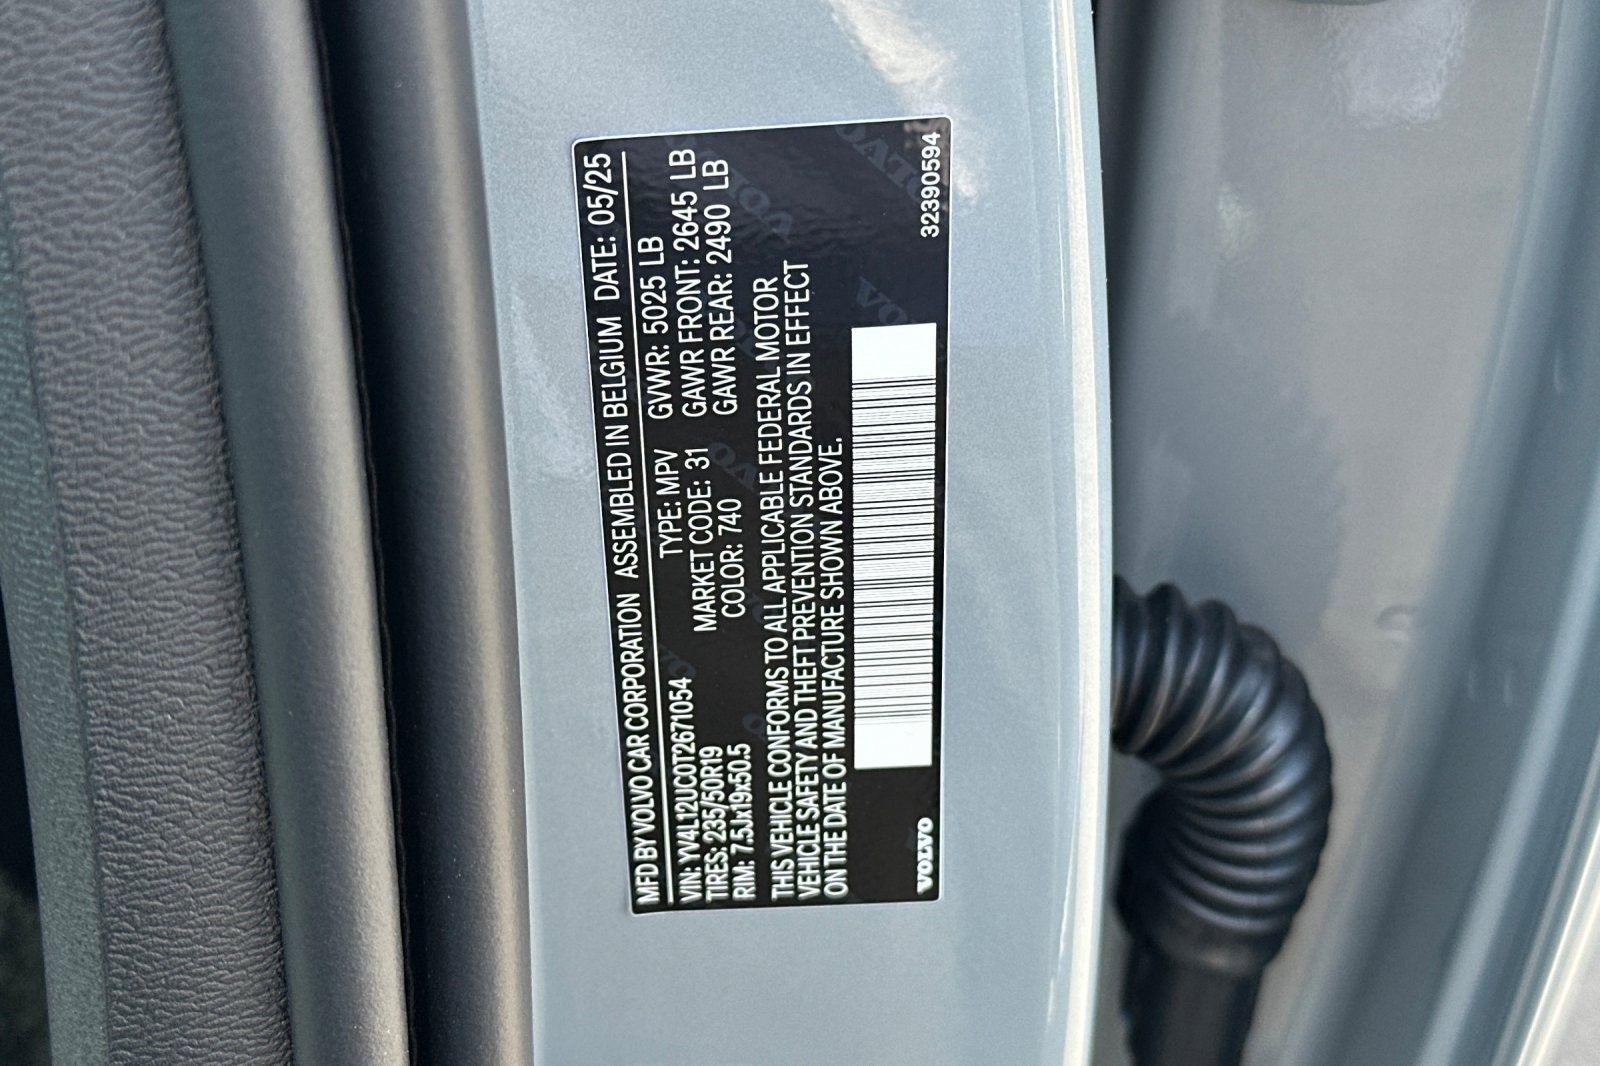 MFD BY VOLVO CAR CORPORATION ASSEMBLED IN BELGIUM DATE: 05/25
VIN: YV4L12UC0T2671054 TYPE: MPV GVWR: 5025 LB
TIRES: 235/50R19 MARKET CODE: 31 GAWR FRONT: 2645 LB
RIM: 7.5Jx19x50.5 COLOR: 740 GAWR REAR: 2490 LB
THIS VEHICLE CONFORMS TO ALL APPLICABLE FEDERAL MOTOR
VEHICLE SAFETY AND THEFT PREVENTION STANDARDS IN EFFECT
ON THE DATE OF MANUFACTURE SHOWN ABOVE.
VOLVO 32390594